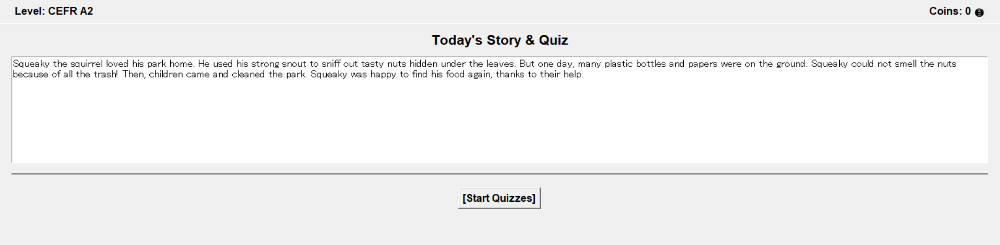 Level: CEFR A2
Coins: 0
Today's Story & Quiz
Squeaky the squirrel loved his park home. He used his strong snout to sniff out tasty nuts hidden under the leaves. But one day, many plastic bottles and papers were on the ground. Squeaky could not smell the nuts
because of all the trash! Then, children came and cleaned the park. Squeaky was happy to find his food again, thanks to their help.
[Start Quizzes]